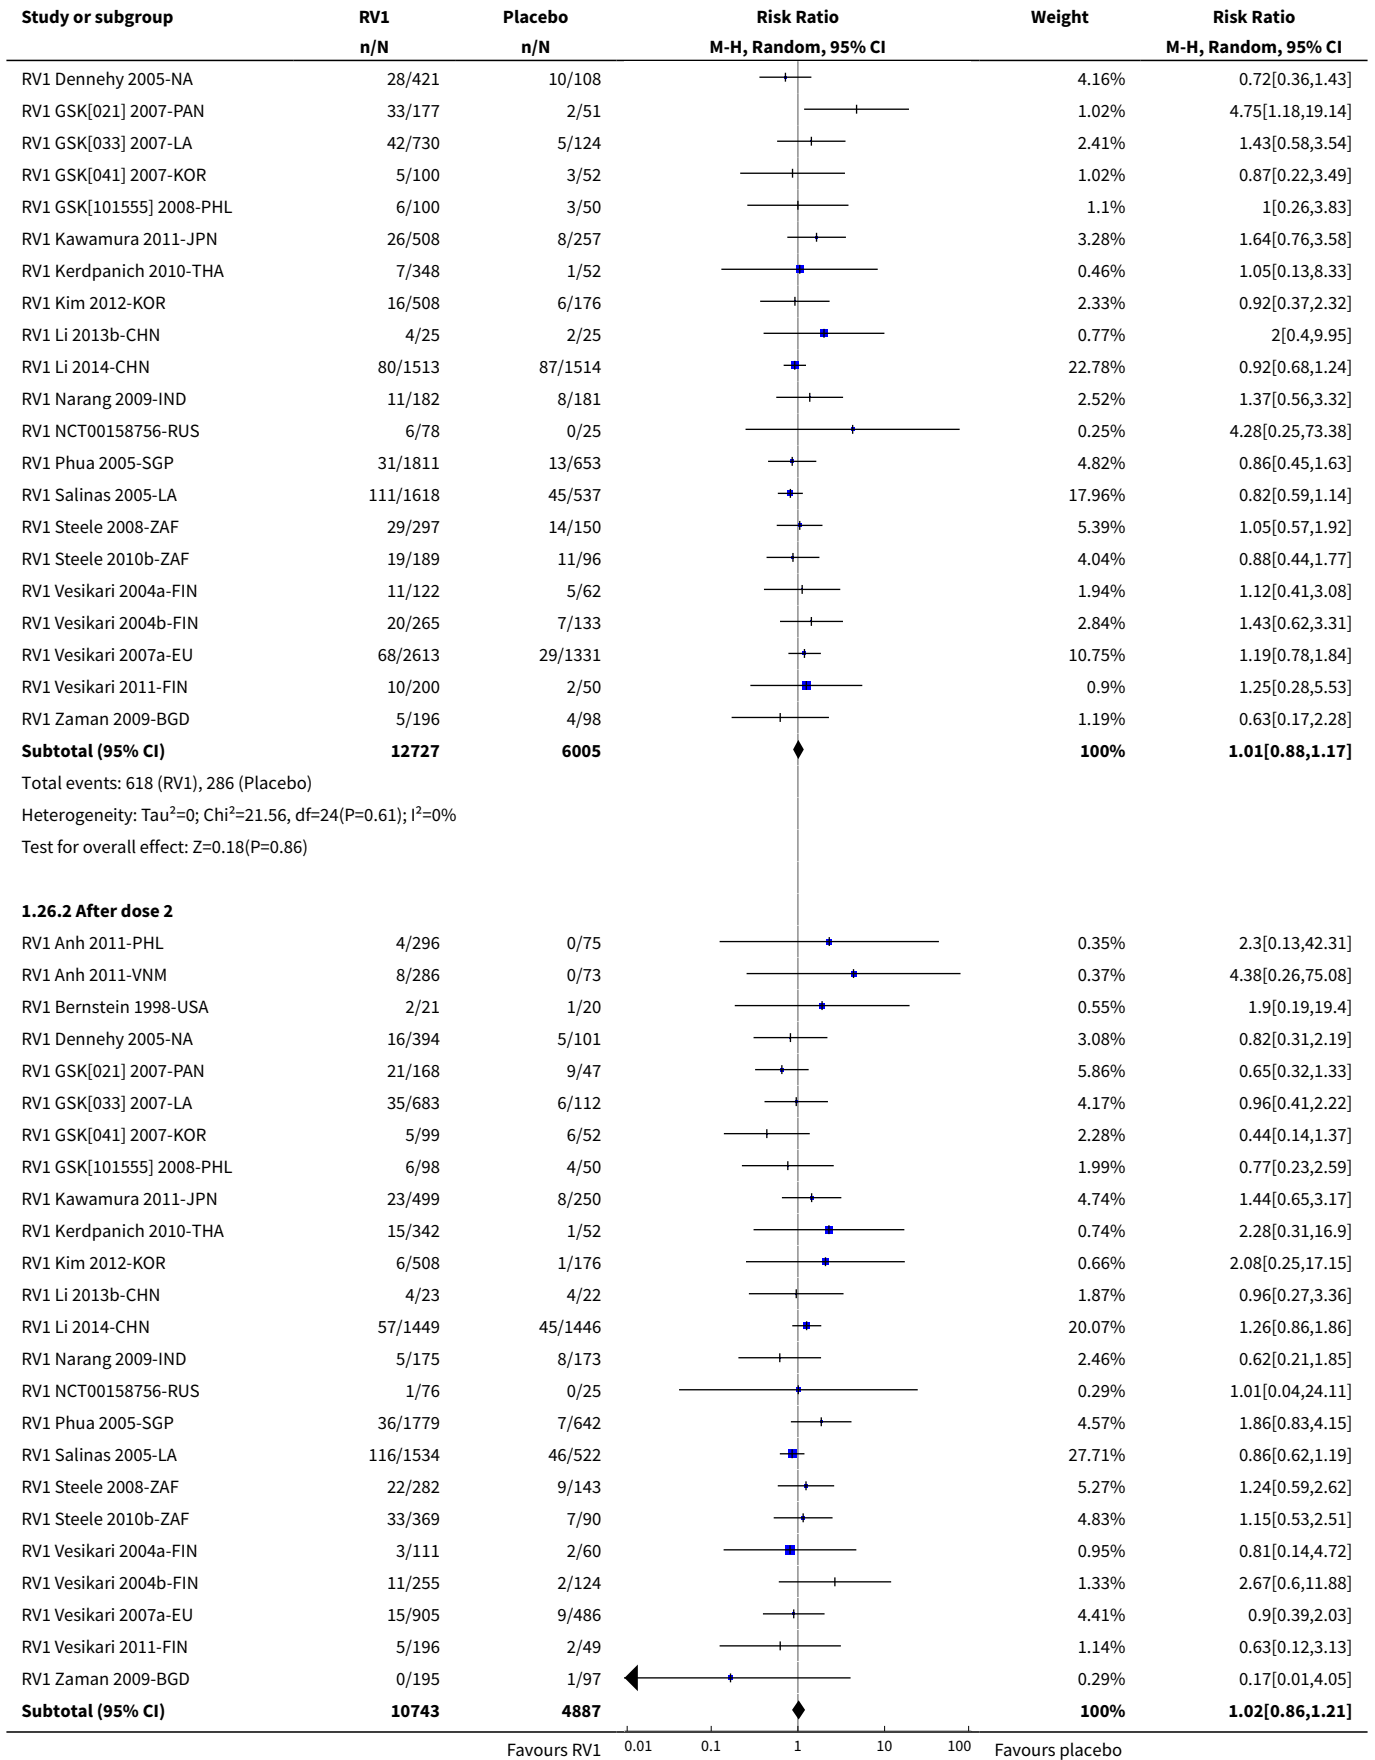 Study or subgroup RV1 Placebo Risk Ratio Weight Risk Ratio
n/N n/N M-H, Random, 95% CI M-H, Random, 95% CI
RV1 Dennehy 2005-NA 28/421 10/108 4.16% 0.72[0.36,1.43]
RV1 GSK[021] 2007-PAN 33/177 2/51 1.02% 4.75[1.18,19.14]
RV1 GSK[033] 2007-LA 42/730 5/124 2.41% 1.43[0.58,3.54]
RV1 GSK[041] 2007-KOR 5/100 3/52 1.02% 0.87[0.22,3.49]
RV1 GSK[101555] 2008-PHL 6/100 3/50 1.1% 1[0.26,3.83]
RV1 Kawamura 2011-JPN 26/508 8/257 3.28% 1.64[0.76,3.58]
RV1 Kerdpanich 2010-THA 7/348 1/52 0.46% 1.05[0.13,8.33]
RV1 Kim 2012-KOR 16/508 6/176 2.33% 0.92[0.37,2.32]
RV1 Li 2013b-CHN 4/25 2/25 0.77% 2[0.4,9.95]
RV1 Li 2014-CHN 80/1513 87/1514 22.78% 0.92[0.68,1.24]
RV1 Narang 2009-IND 11/182 8/181 2.52% 1.37[0.56,3.32]
RV1 NCT00158756-RUS 6/78 0/25 0.25% 4.28[0.25,73.38]
RV1 Phua 2005-SGP 31/1811 13/653 4.82% 0.86[0.45,1.63]
RV1 Salinas 2005-LA 111/1618 45/537 17.96% 0.82[0.59,1.14]
RV1 Steele 2008-ZAF 29/297 14/150 5.39% 1.05[0.57,1.92]
RV1 Steele 2010b-ZAF 19/189 11/96 4.04% 0.88[0.44,1.77]
RV1 Vesikari 2004a-FIN 11/122 5/62 1.94% 1.12[0.41,3.08]
RV1 Vesikari 2004b-FIN 20/265 7/133 2.84% 1.43[0.62,3.31]
RV1 Vesikari 2007a-EU 68/2613 29/1331 10.75% 1.19[0.78,1.84]
RV1 Vesikari 2011-FIN 10/200 2/50 0.9% 1.25[0.28,5.53]
RV1 Zaman 2009-BGD 5/196 4/98 1.19% 0.63[0.17,2.28]
Subtotal (95% CI) 12727 6005 100% 1.01[0.88,1.17]
Total events: 618 (RV1), 286 (Placebo)
Heterogeneity: Tau²=0; Chi²=21.56, df=24(P=0.61); I²=0%
Test for overall effect: Z=0.18(P=0.86)
1.26.2 After dose 2
RV1 Anh 2011-PHL 4/296 0/75 0.35% 2.3[0.13,42.31]
RV1 Anh 2011-VNM 8/286 0/73 0.37% 4.38[0.26,75.08]
RV1 Bernstein 1998-USA 2/21 1/20 0.55% 1.9[0.19,19.4]
RV1 Dennehy 2005-NA 16/394 5/101 3.08% 0.82[0.31,2.19]
RV1 GSK[021] 2007-PAN 21/168 9/47 5.86% 0.65[0.32,1.33]
RV1 GSK[033] 2007-LA 35/683 6/112 4.17% 0.96[0.41,2.22]
RV1 GSK[041] 2007-KOR 5/99 6/52 2.28% 0.44[0.14,1.37]
RV1 GSK[101555] 2008-PHL 6/98 4/50 1.99% 0.77[0.23,2.59]
RV1 Kawamura 2011-JPN 23/499 8/250 4.74% 1.44[0.65,3.17]
RV1 Kerdpanich 2010-THA 15/342 1/52 0.74% 2.28[0.31,16.9]
RV1 Kim 2012-KOR 6/508 1/176 0.66% 2.08[0.25,17.15]
RV1 Li 2013b-CHN 4/23 4/22 1.87% 0.96[0.27,3.36]
RV1 Li 2014-CHN 57/1449 45/1446 20.07% 1.26[0.86,1.86]
RV1 Narang 2009-IND 5/175 8/173 2.46% 0.62[0.21,1.85]
RV1 NCT00158756-RUS 1/76 0/25 0.29% 1.01[0.04,24.11]
RV1 Phua 2005-SGP 36/1779 7/642 4.57% 1.86[0.83,4.15]
RV1 Salinas 2005-LA 116/1534 46/522 27.71% 0.86[0.62,1.19]
RV1 Steele 2008-ZAF 22/282 9/143 5.27% 1.24[0.59,2.62]
RV1 Steele 2010b-ZAF 33/369 7/90 4.83% 1.15[0.53,2.51]
RV1 Vesikari 2004a-FIN 3/111 2/60 0.95% 0.81[0.14,4.72]
RV1 Vesikari 2004b-FIN 11/255 2/124 1.33% 2.67[0.6,11.88]
RV1 Vesikari 2007a-EU 15/905 9/486 4.41% 0.9[0.39,2.03]
RV1 Vesikari 2011-FIN 5/196 2/49 1.14% 0.63[0.12,3.13]
RV1 Zaman 2009-BGD 0/195 1/97 0.29% 0.17[0.01,4.05]
Subtotal (95% CI) 10743 4887 100% 1.02[0.86,1.21]
Favours RV1 0.01 0.1 1 10 100 Favours placebo